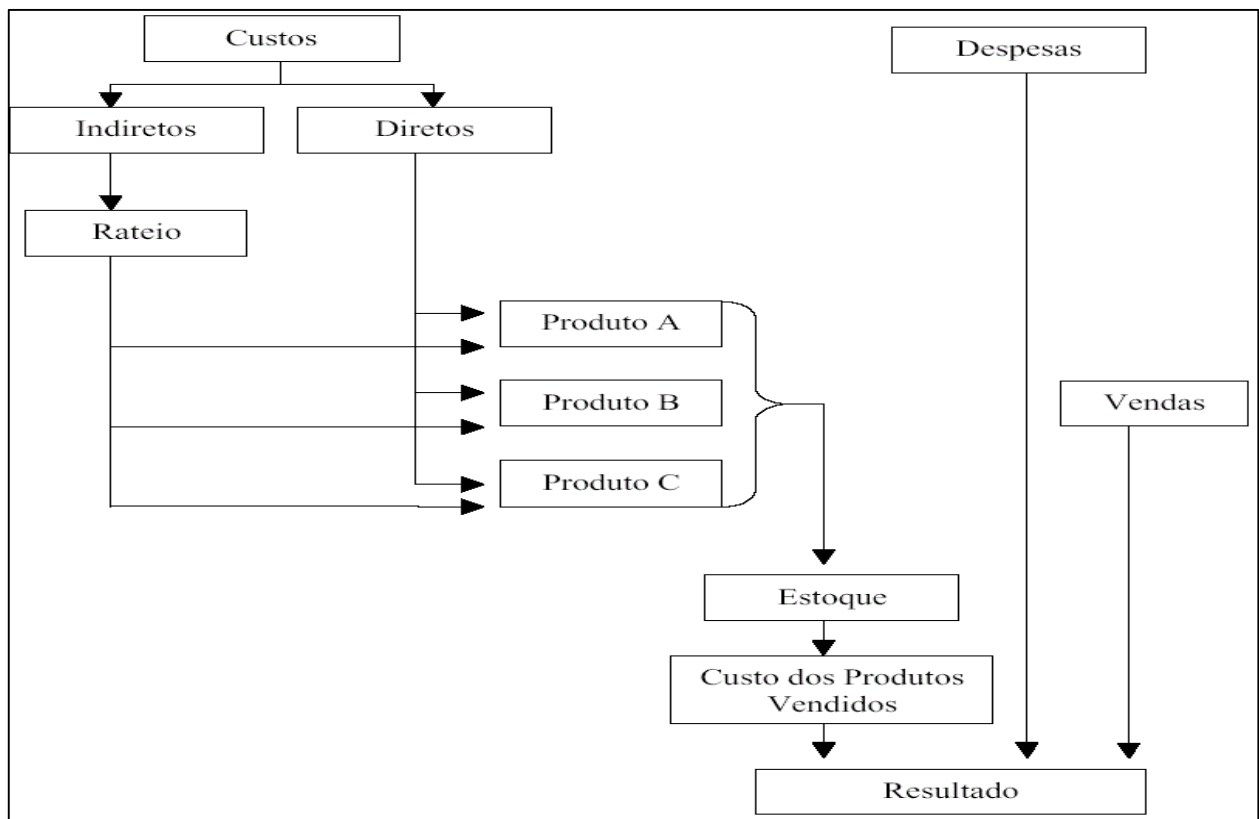 Custos
Despesas
Indiretos
Diretos
Rateio
Produto A
Produto B
Vendas
Produto C
Estoque
Custo dos Produtos
Vendidos
Resultado